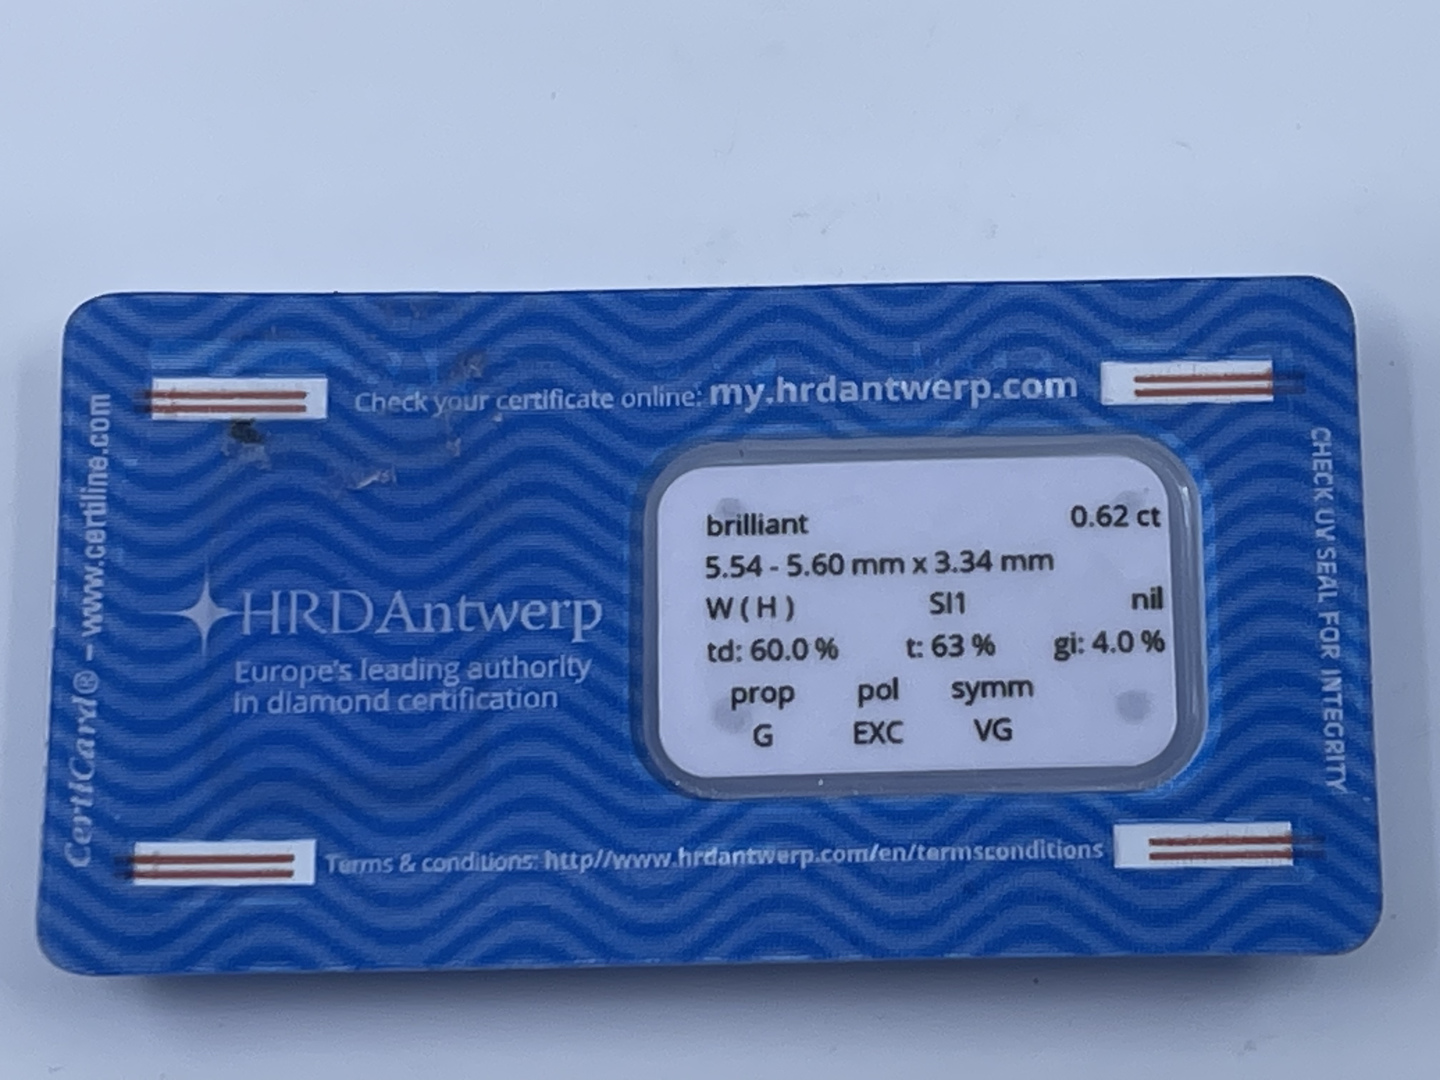 Check your certificate online: my.hrdantwerp.com
CertiCard® – www.certiline.com
HRDAntwerp
Europe's leading authority
in diamond certification
brilliant 0.62 ct
5.54 - 5.60 mm x 3.34 mm
W ( H ) SI1 nil
td: 60.0 % t: 63 % gi: 4.0 %
prop pol symm
G EXC VG
CHECK UV SEAL FOR INTEGRITY
Terms & conditions: http//www.hrdantwerp.com/en/termsconditions